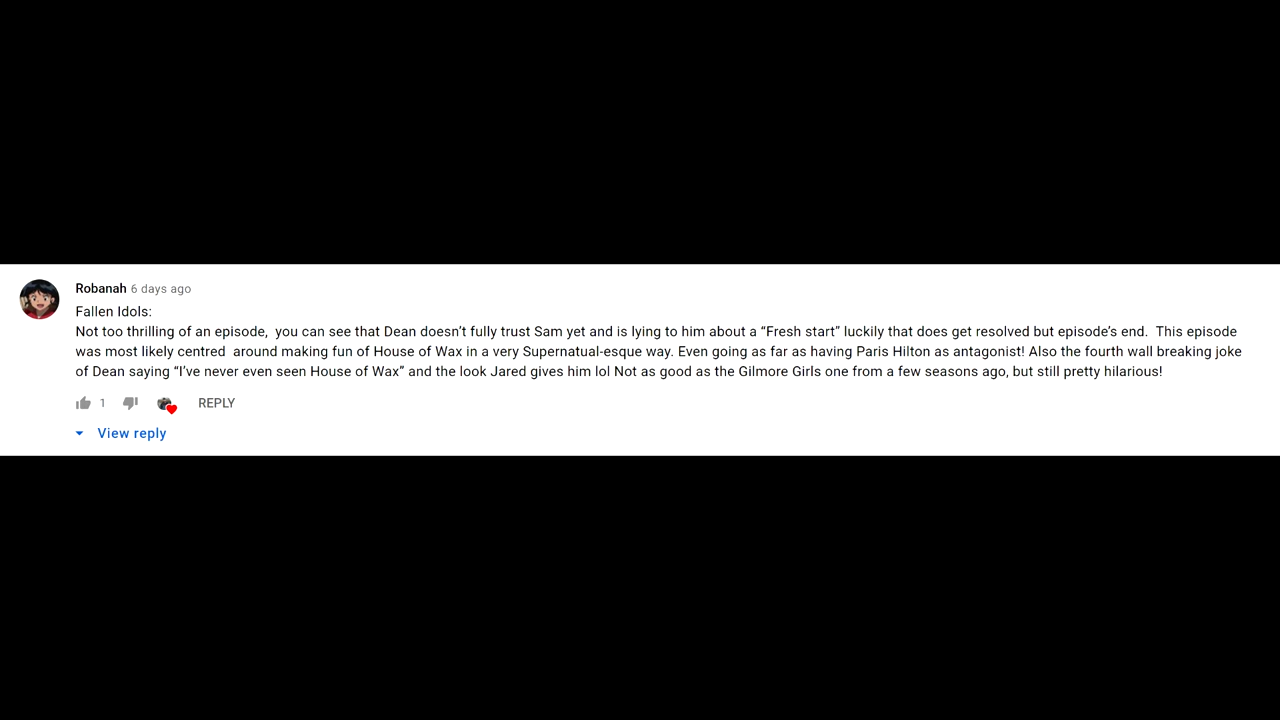 Robanah 6 days ago
Fallen Idols:
Not too thrilling of an episode,  you can see that Dean doesn’t fully trust Sam yet and is lying to him about a “Fresh start” luckily that does get resolved but episode’s end.  This episode
was most likely centred  around making fun of House of Wax in a very Supernatual-esque way. Even going as far as having Paris Hilton as antagonist! Also the fourth wall breaking joke
of Dean saying “I’ve never even seen House of Wax” and the look Jared gives him lol Not as good as the Gilmore Girls one from a few seasons ago, but still pretty hilarious!
1 REPLY
View reply